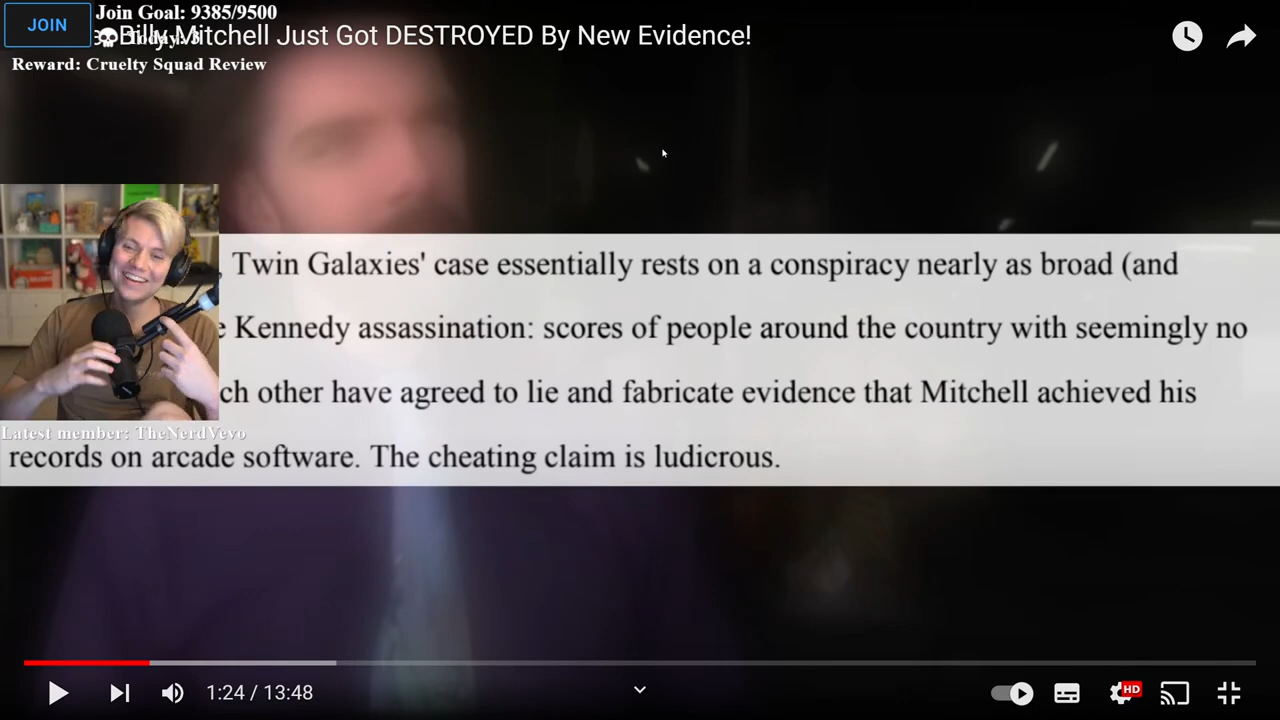 JOIN
Join Goal: 9385/9500
Billy Mitchell Just Got DESTROYED By New Evidence!
Reward: Cruelty Squad Review
Twin Galaxies' case essentially rests on a conspiracy nearly as broad (and
Kennedy assassination: scores of people around the country with seemingly no
other have agreed to lie and fabricate evidence that Mitchell achieved his
Latest member: TheNerdVevo
records on arcade software. The cheating claim is ludicrous.
1:24 / 13:48
HD